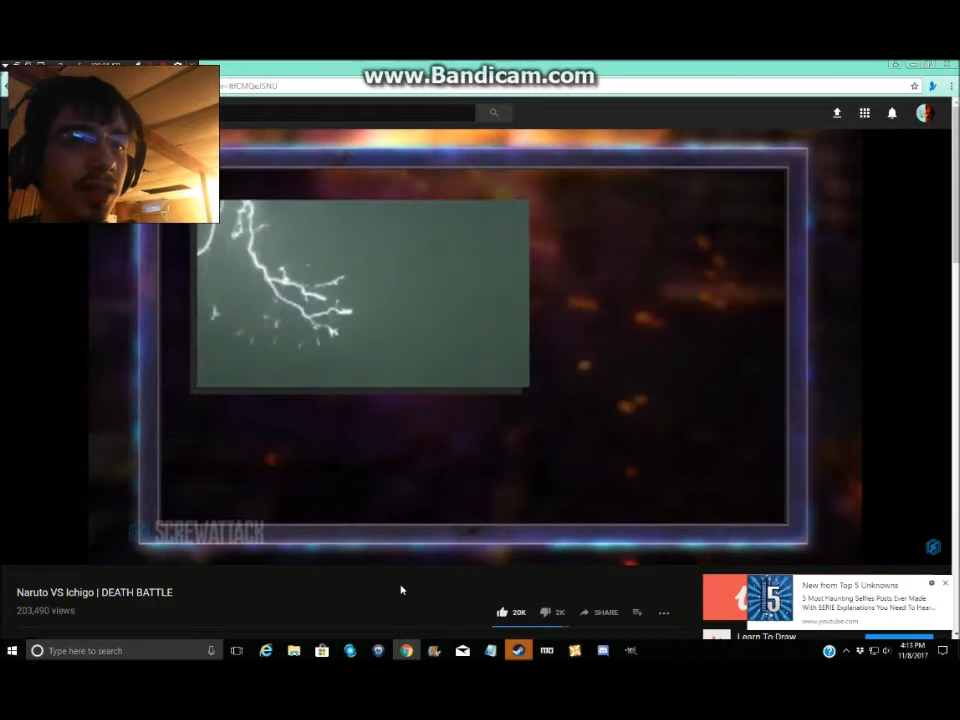 www.Bandicam.com
SCREWATTACK
Naruto VS Ichigo | DEATH BATTLE
203,490 views
20K
2K
SHARE
New from Top 5 Unknowns
5 Most Haunting Selfies Posts Ever Made
With EERIE Explanations You Need To Hear...
www.youtube.com
5
Learn To Draw
Type here to search
4:13 PM
11/8/2017